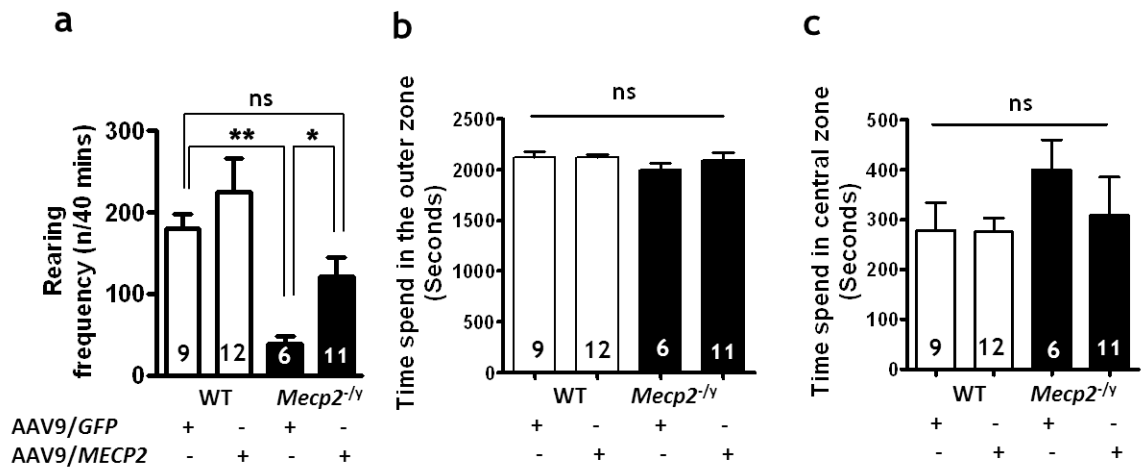 a
ns
** *
Rearing
frequency (n/40 mins)
300
200
100
0
9 12 6 11
WT Mecp2-/y
AAV9/GFP + - + -
AAV9/MECP2 - + - +
b
ns
Time spend in the outer zone
(Seconds)
2500
2000
1500
1000
500
0
9 12 6 11
WT Mecp2-/y
+ - + -
- + - +
c
ns
Time spend in central zone
(Seconds)
500
400
300
200
100
0
9 12 6 11
WT Mecp2-/y
+ - + -
- + - +